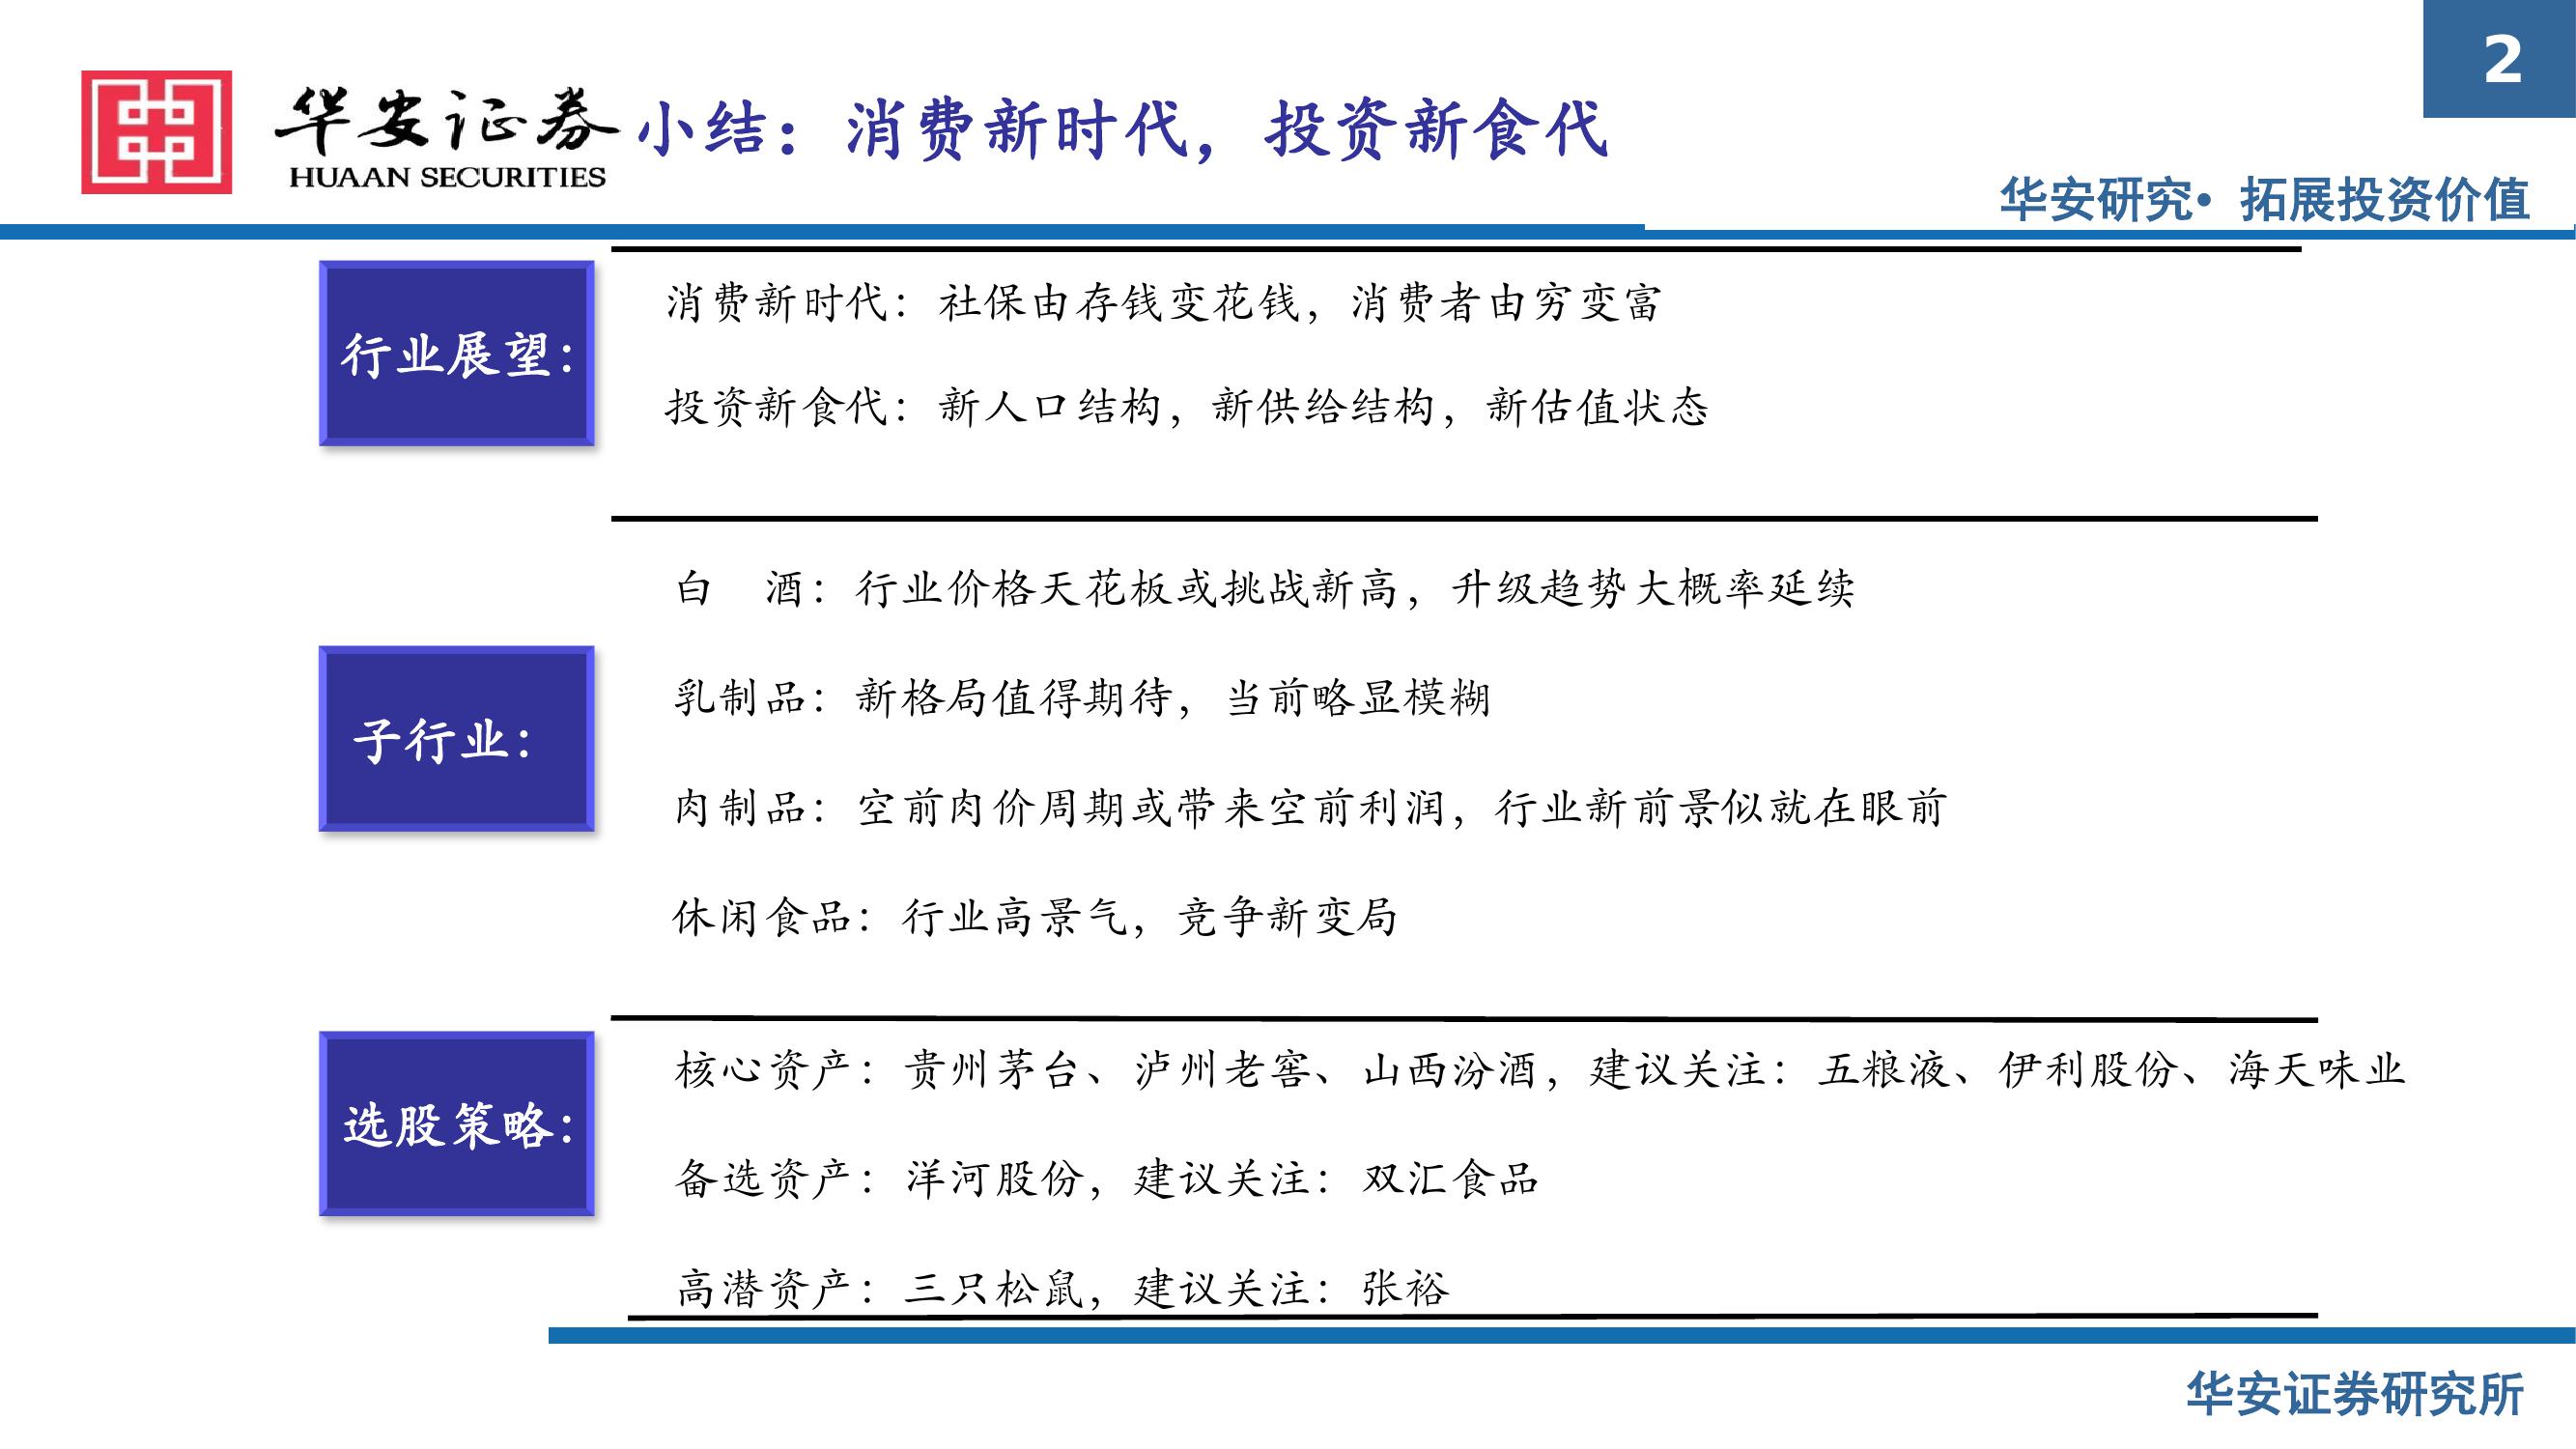 2
华安证券
HUAAN SECURITIES
小结：消费新时代，投资新食代
华安研究• 拓展投资价值
行业展望：
消费新时代：社保由存钱变花钱，消费者由穷变富
投资新食代：新人口结构，新供给结构，新估值状态
子行业：
白　酒：行业价格天花板或挑战新高，升级趋势大概率延续
乳制品：新格局值得期待，当前略显模糊
肉制品：空前肉价周期或带来空前利润，行业新前景似就在眼前
休闲食品：行业高景气，竞争新变局
选股策略：
核心资产：贵州茅台、泸州老窖、山西汾酒，建议关注：五粮液、伊利股份、海天味业
备选资产：洋河股份，建议关注：双汇食品
高潜资产：三只松鼠，建议关注：张裕
华安证券研究所